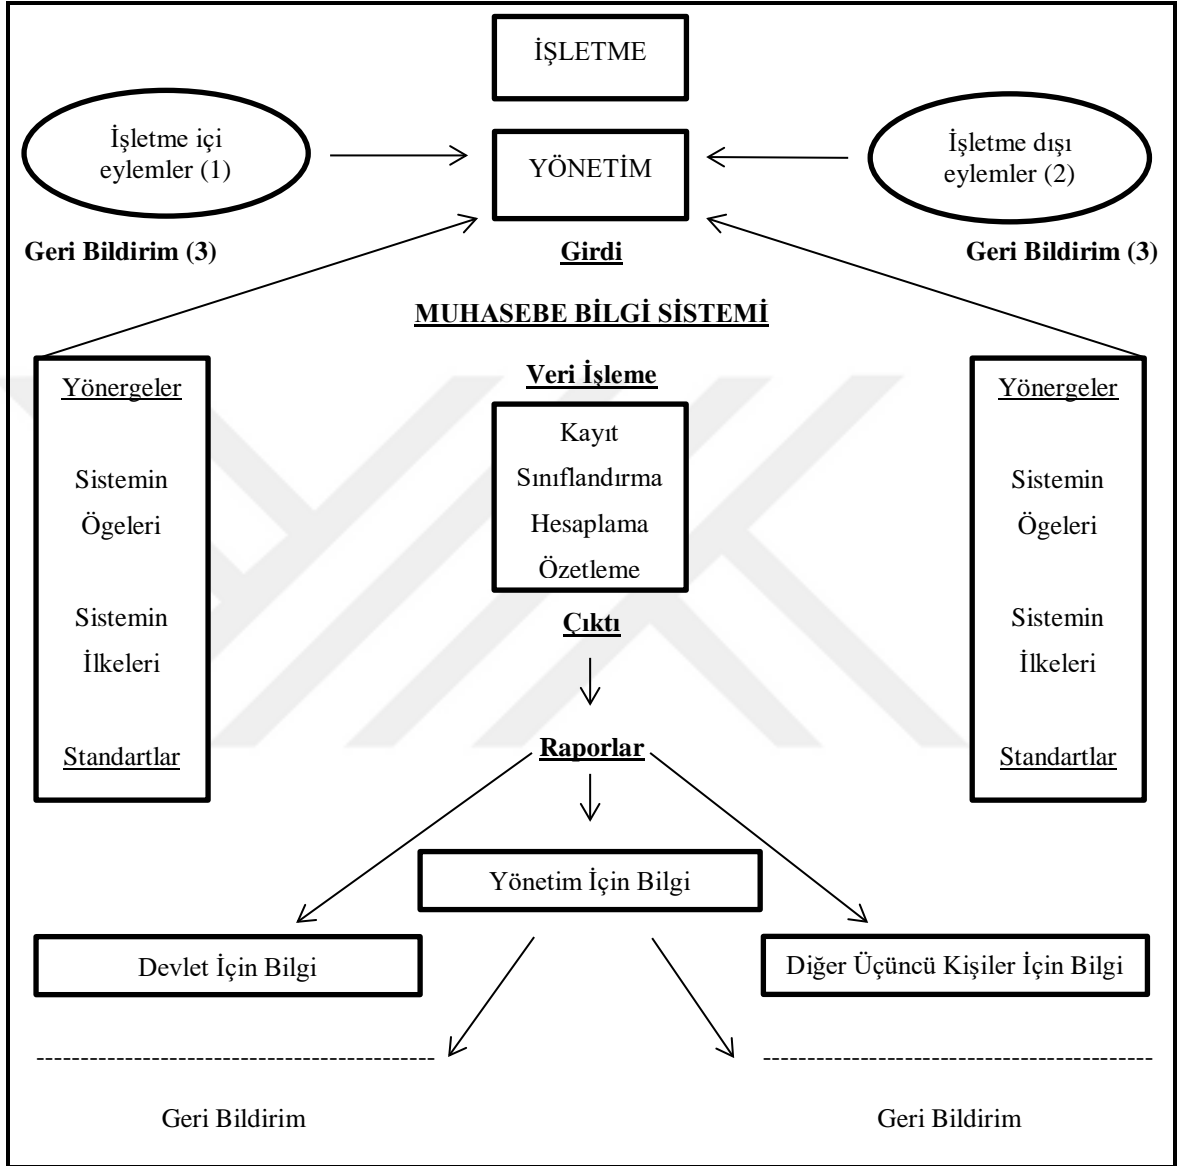 İŞLETME
İşletme içi
eylemler (1)
YÖNETİM
İşletme dışı
eylemler (2)
Geri Bildirim (3)
Girdi
Geri Bildirim (3)
MUHASEBE BİLGİ SİSTEMİ
Yönergeler
Sistemin
Ögeleri
Sistemin
İlkeleri
Standartlar
Veri İşleme
Kayıt
Sınıflandırma
Hesaplama
Özetleme
Çıktı
Raporlar
Yönergeler
Sistemin
Ögeleri
Sistemin
İlkeleri
Standartlar
Yönetim İçin Bilgi
Devlet İçin Bilgi
Diğer Üçüncü Kişiler İçin Bilgi
Geri Bildirim
Geri Bildirim